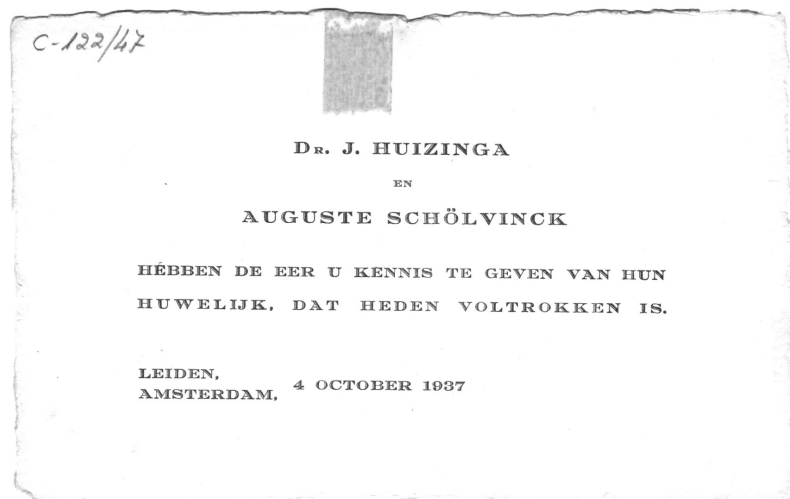 C-122/47
DR. J. HUIZINGA
EN
AUGUSTE SCHÖLVINCK
HEBBEN DE EER U KENNIS TE GEVEN VAN HUN
HUWELIJK, DAT HEDEN VOLTROKKEN IS.
LEIDEN,
AMSTERDAM, 4 OCTOBER 1937